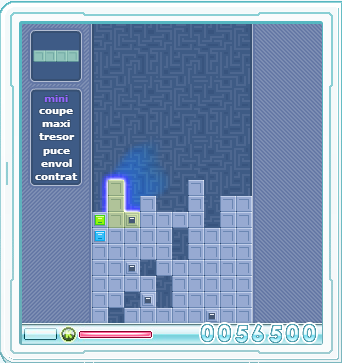 mini
coupe
maxi
tresor
puce
envol
contrat
0056500